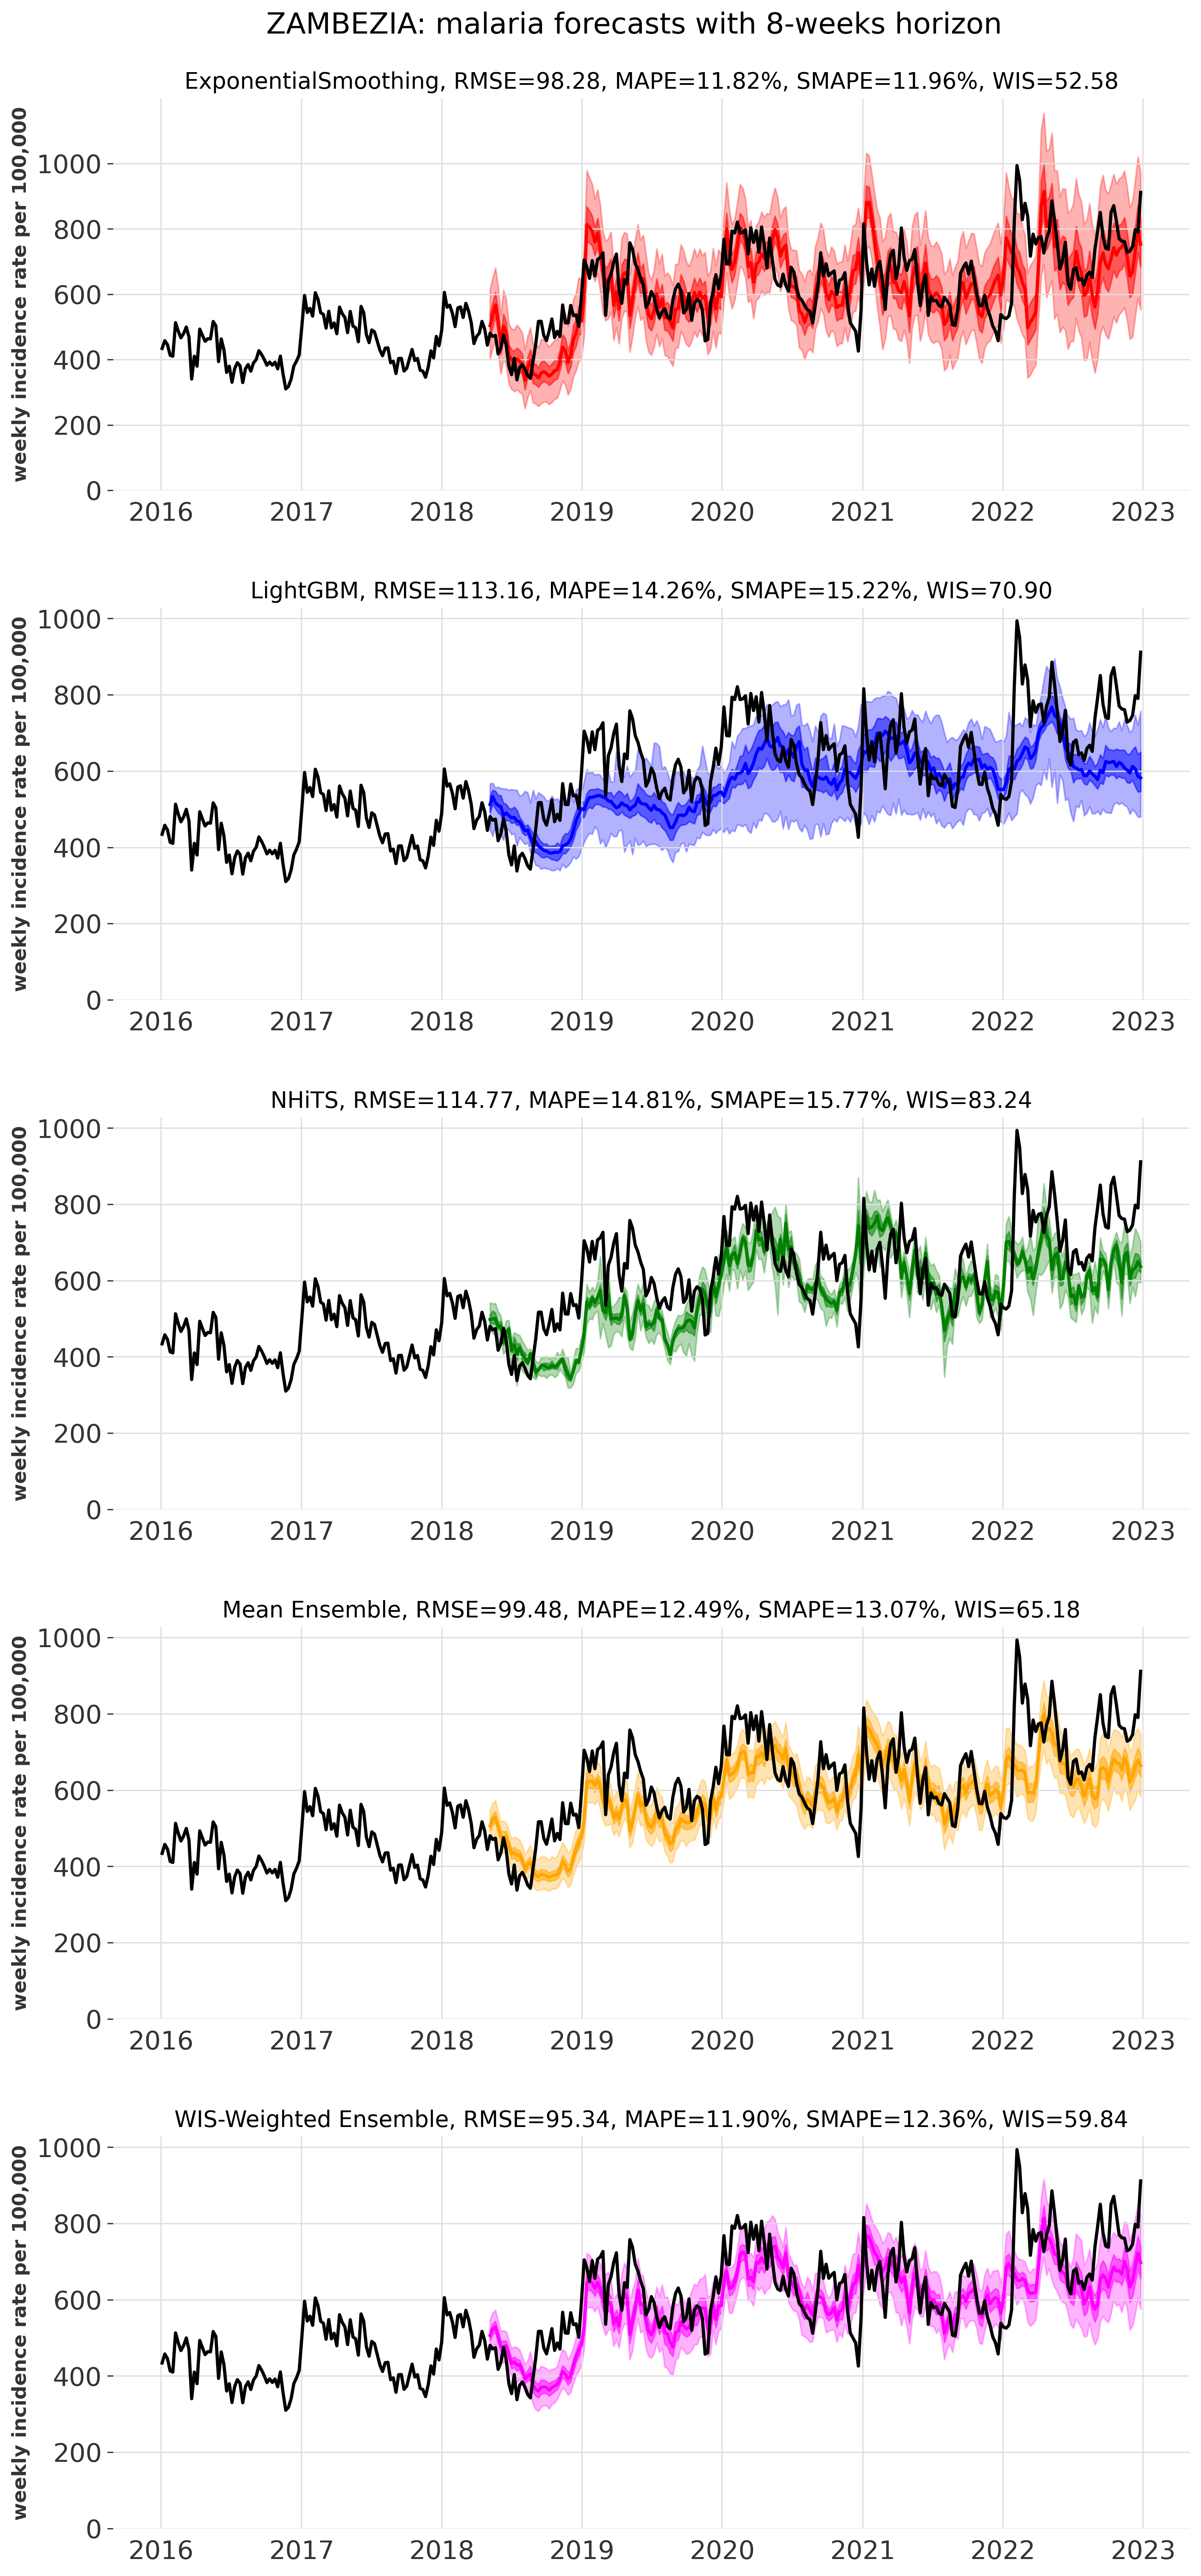 ZAMBEZIA: malaria forecasts with 8-weeks horizon
ExponentialSmoothing, RMSE=98.28, MAPE=11.82%, SMAPE=11.96%, WIS=52.58
weekly incidence rate per 100,000
1000
800
600
400
200
0
2016 2017 2018 2019 2020 2021 2022 2023
LightGBM, RMSE=113.16, MAPE=14.26%, SMAPE=15.22%, WIS=70.90
weekly incidence rate per 100,000
1000
800
600
400
200
0
2016 2017 2018 2019 2020 2021 2022 2023
NHiTS, RMSE=114.77, MAPE=14.81%, SMAPE=15.77%, WIS=83.24
weekly incidence rate per 100,000
1000
800
600
400
200
0
2016 2017 2018 2019 2020 2021 2022 2023
Mean Ensemble, RMSE=99.48, MAPE=12.49%, SMAPE=13.07%, WIS=65.18
weekly incidence rate per 100,000
1000
800
600
400
200
0
2016 2017 2018 2019 2020 2021 2022 2023
WIS-Weighted Ensemble, RMSE=95.34, MAPE=11.90%, SMAPE=12.36%, WIS=59.84
weekly incidence rate per 100,000
1000
800
600
400
200
0
2016 2017 2018 2019 2020 2021 2022 2023